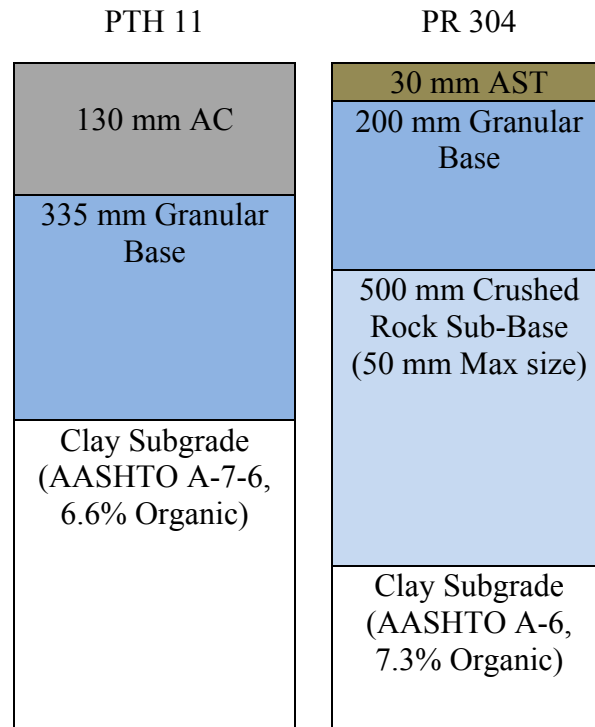 PTH 11
130 mm AC
335 mm Granular
Base
Clay Subgrade
(AASHTO A-7-6,
6.6% Organic)
PR 304
30 mm AST
200 mm Granular
Base
500 mm Crushed
Rock Sub-Base
(50 mm Max size)
Clay Subgrade
(AASHTO A-6,
7.3% Organic)